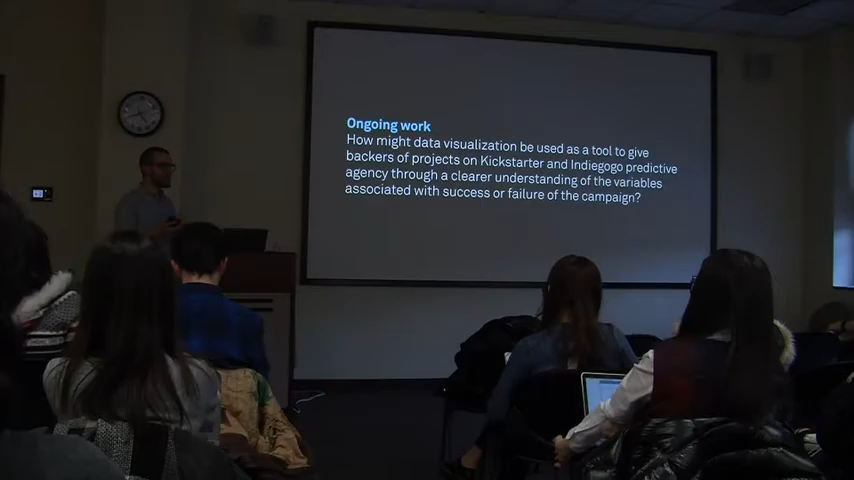 Ongoing work
How might data visualization be used as a tool to give
backers of projects on Kickstarter and Indiegogo predictive
agency through a clearer understanding of the variables
associated with success or failure of the campaign?